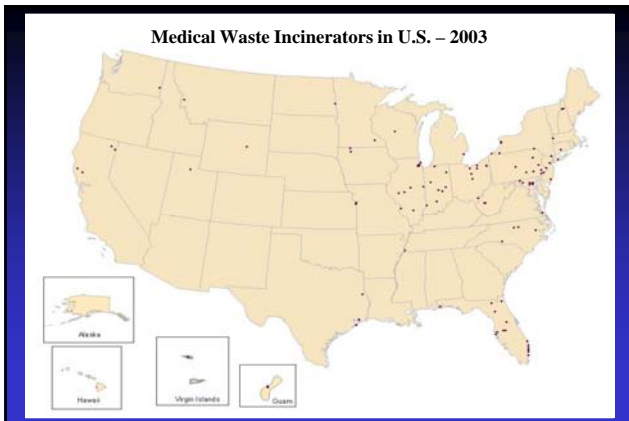 Medical Waste Incinerators in U.S. – 2003
Alaska
Hawaii
Virgin Islands
Guam